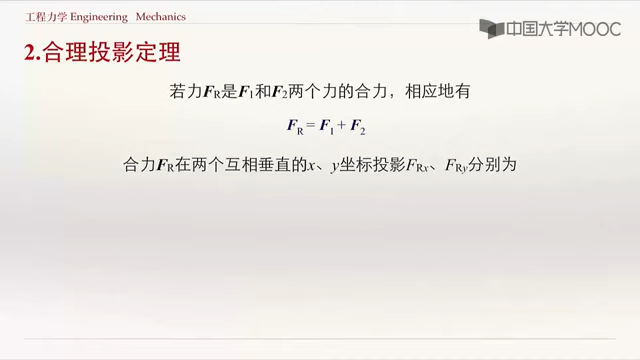 工程力学 Engineering Mechanics
中国大学MOOC
2.合理投影定理
若力FR是F1和F2两个力的合力，相应地有
FR = F1 + F2
合力FR在两个互相垂直的x、y坐标投影FRx、FRy分别为